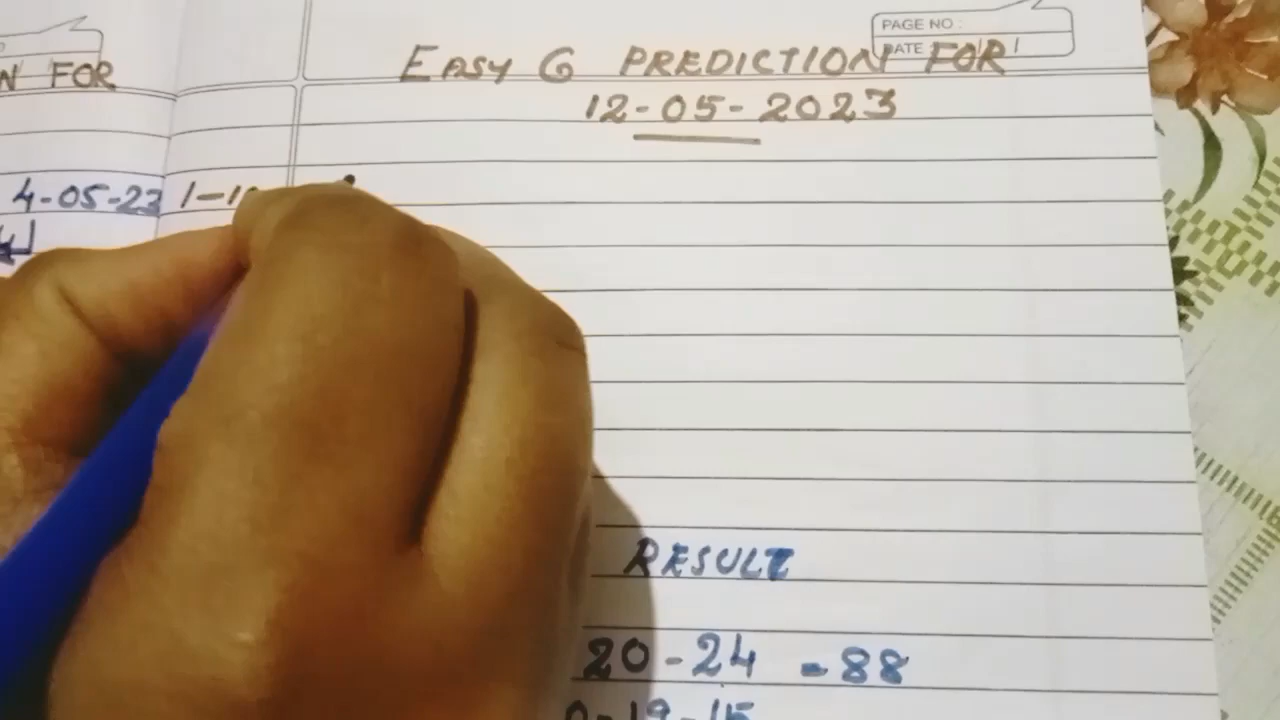 PAGE NO :
DATE
EASY G PREDICTION FOR
12-05-2023
N FOR
4-05-23
RESULT
20-24 -88